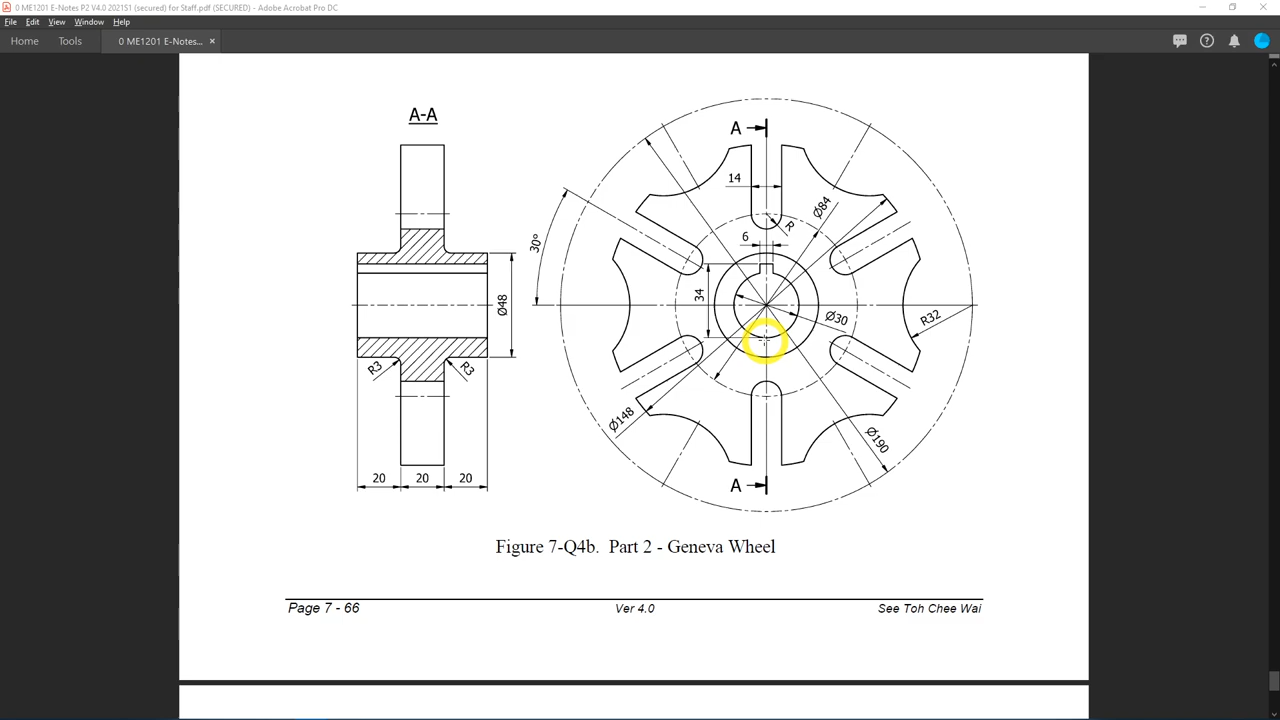 0 ME1201 E-Notes P2 V4.0 2021S1 (secured) for Staff.pdf (SECURED) - Adobe Acrobat Pro DC
File Edit View Window Help
Home Tools 0 ME1201 E-Notes... ×
A-A
A
14
Ø84
R
30°
6
34
Ø48
Ø30
R32
R3 R3
Ø148
Ø190
20 20 20
A
Figure 7-Q4b. Part 2 - Geneva Wheel
Page 7 - 66 Ver 4.0 See Toh Chee Wai